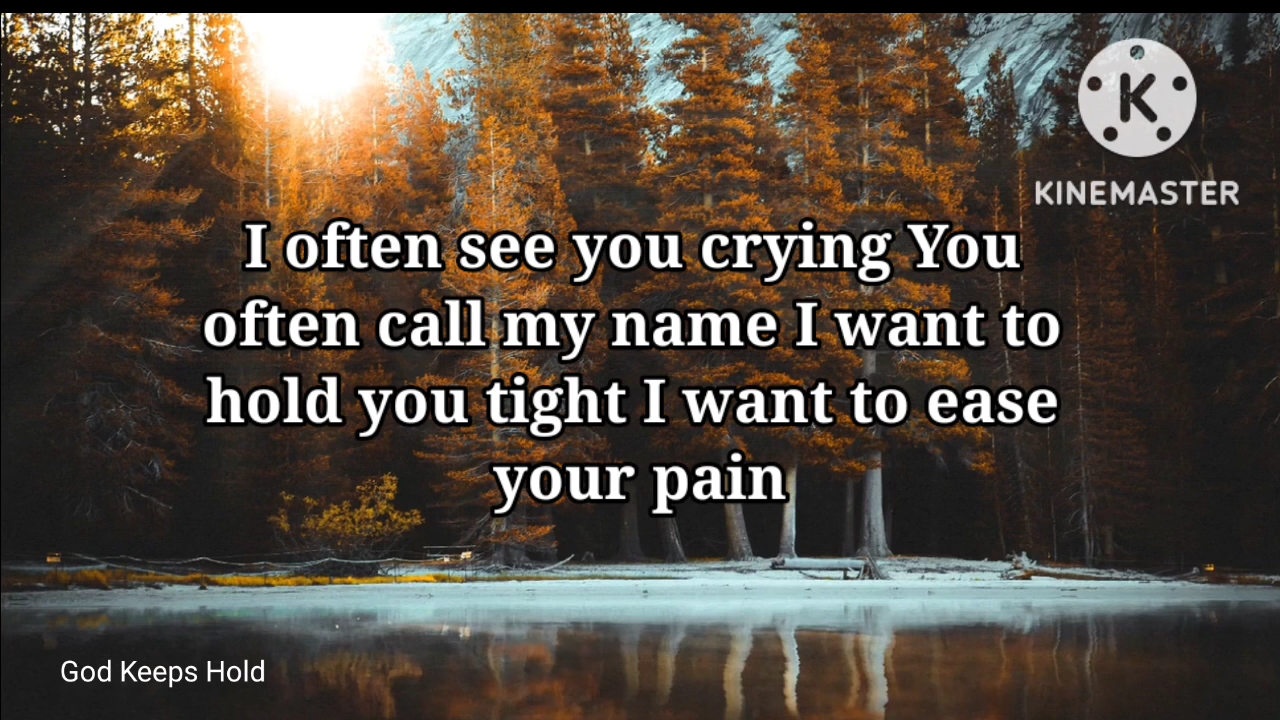 K
KINEMASTER
I often see you crying You
often call my name I want to
hold you tight I want to ease
your pain
God Keeps Hold